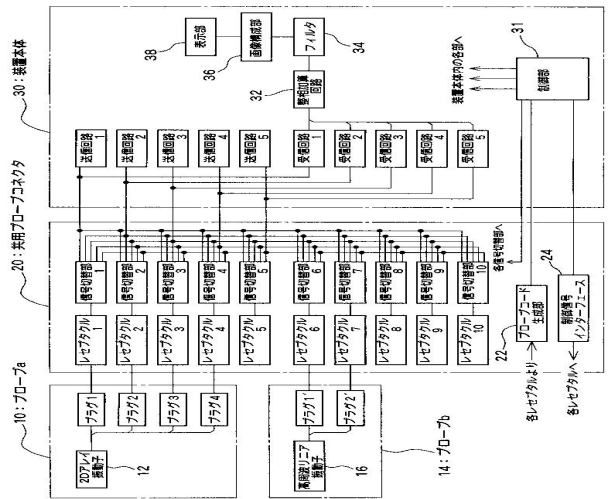 30：装置本体
38
表示部
36
画像構成部
34
フィルタ
32
整相加算
回路
31
制御部
装置本体内の各部へ
送信回路
1
送信回路
2
送信回路
3
送信回路
4
送信回路
5
受信回路
1
受信回路
2
受信回路
3
受信回路
4
受信回路
5
20：共用プローブコネクタ
信号切替部
1
信号切替部
2
信号切替部
3
信号切替部
4
信号切替部
5
信号切替部
6
信号切替部
7
信号切替部
8
信号切替部
9
信号切替部
10
各信号切替部へ
レセプタクル
1
レセプタクル
2
レセプタクル
3
レセプタクル
4
レセプタクル
5
レセプタクル
6
レセプタクル
7
レセプタクル
8
レセプタクル
9
レセプタクル
10
22
プローブコード
生成部
24
制御信号
インターフェース
各レセプタルより
各レセプタルへ
10：プローブa
プラグ1
プラグ2
プラグ3
プラグ4
2Dアレイ
振動子
12
プラグ1'
プラグ2'
高周波リニア
振動子
16
14：プローブb